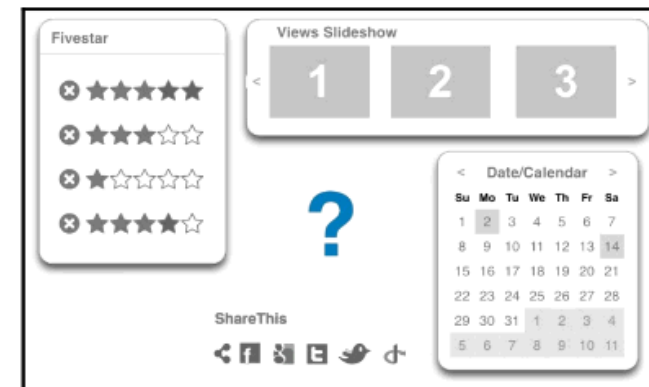 Fivestar
Views Slideshow
< 1 2 3 >
?
< Date/Calendar >
Su Mo Tu We Th Fr Sa
1 2 3 4 5 6 7
8 9 10 11 12 13 14
15 16 17 18 19 20 21
22 23 24 25 26 27 28
29 30 31 1 2 3 4
5 6 7 8 9 10 11
ShareThis